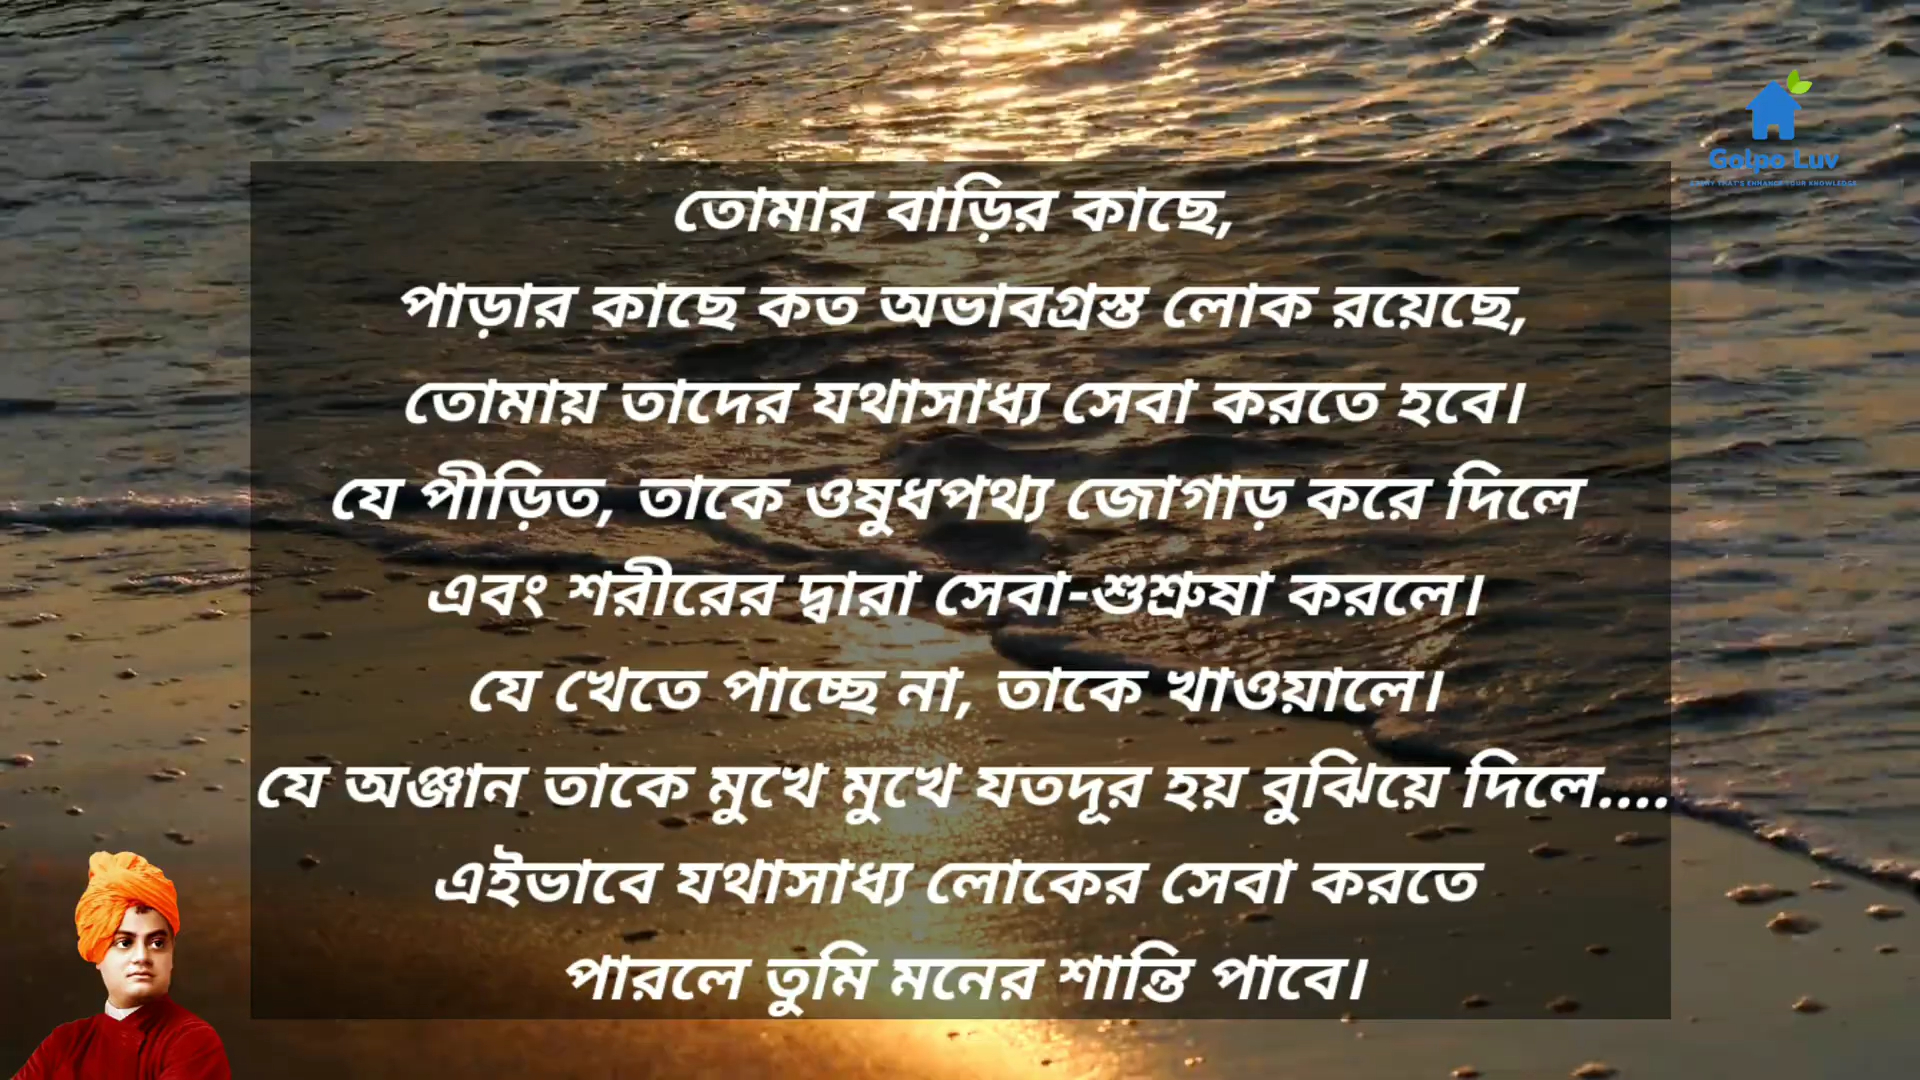 Golpo Luv
তোমার বাড়ির কাছে,
পাড়ার কাছে কত অভাবগ্রস্ত লোক রয়েছে,
তোমায় তাদের যথাসাধ্য সেবা করতে হবে।
যে পীড়িত, তাকে ওষুধপথ্য জোগাড় করে দিলে
এবং শরীরের দ্বারা সেবা-শুশ্রুষা করলে।
যে খেতে পাচ্ছে না, তাকে খাওয়ালে।
যে অজ্ঞান তাকে মুখে মুখে যতদূর হয় বুঝিয়ে দিলে....
এইভাবে যথাসাধ্য লোকের সেবা করতে
পারলে তুমি মনের শান্তি পাবে।